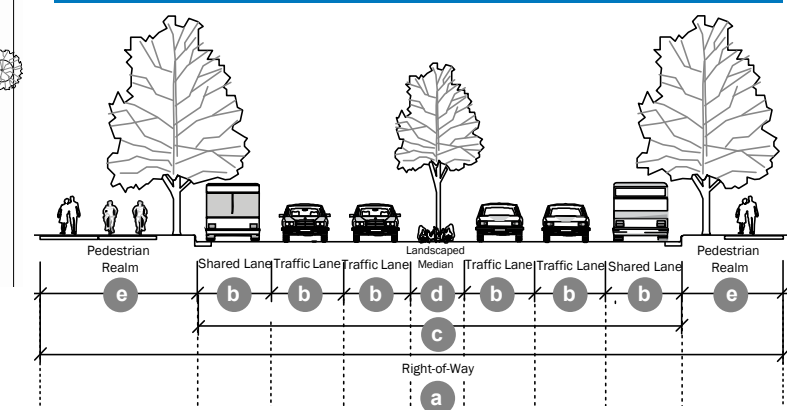 Pedestrian
Realm
Shared Lane
Traffic Lane
Traffic Lane
Landscaped
Median
Traffic Lane
Traffic Lane
Shared Lane
Pedestrian
Realm
e
b
b
b
d
b
b
b
e
c
Right-of-Way
a